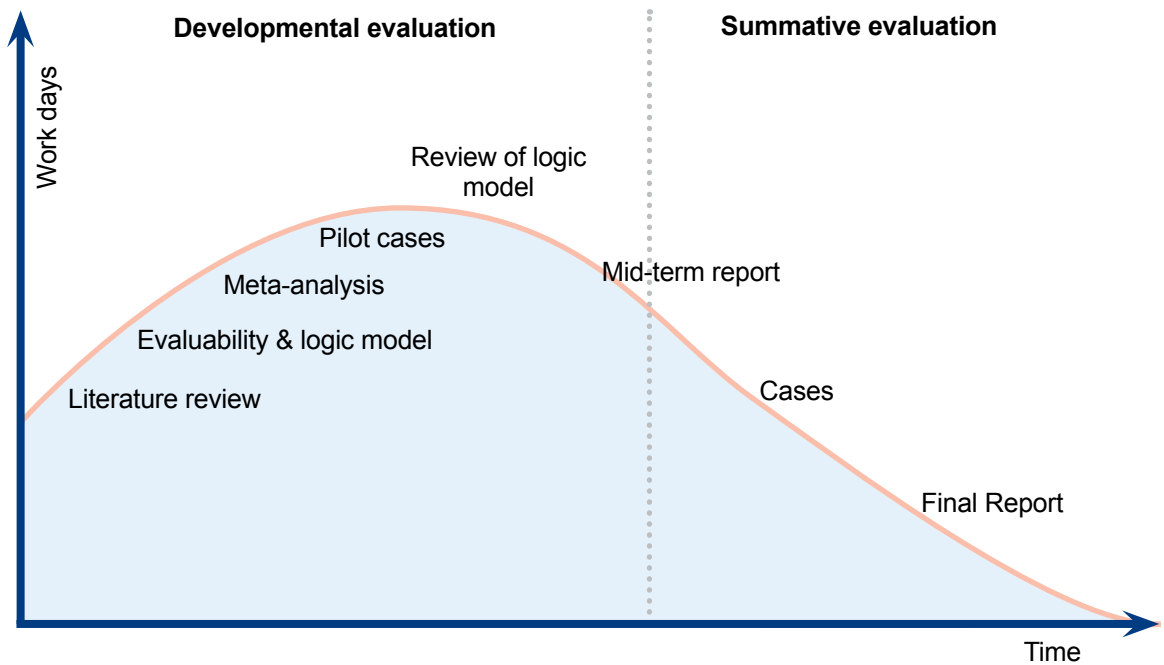 Developmental evaluation
Summative evaluation
Work days
Review of logic
model
Pilot cases
Mid-term report
Meta-analysis
Evaluability & logic model
Cases
Literature review
Final Report
Time